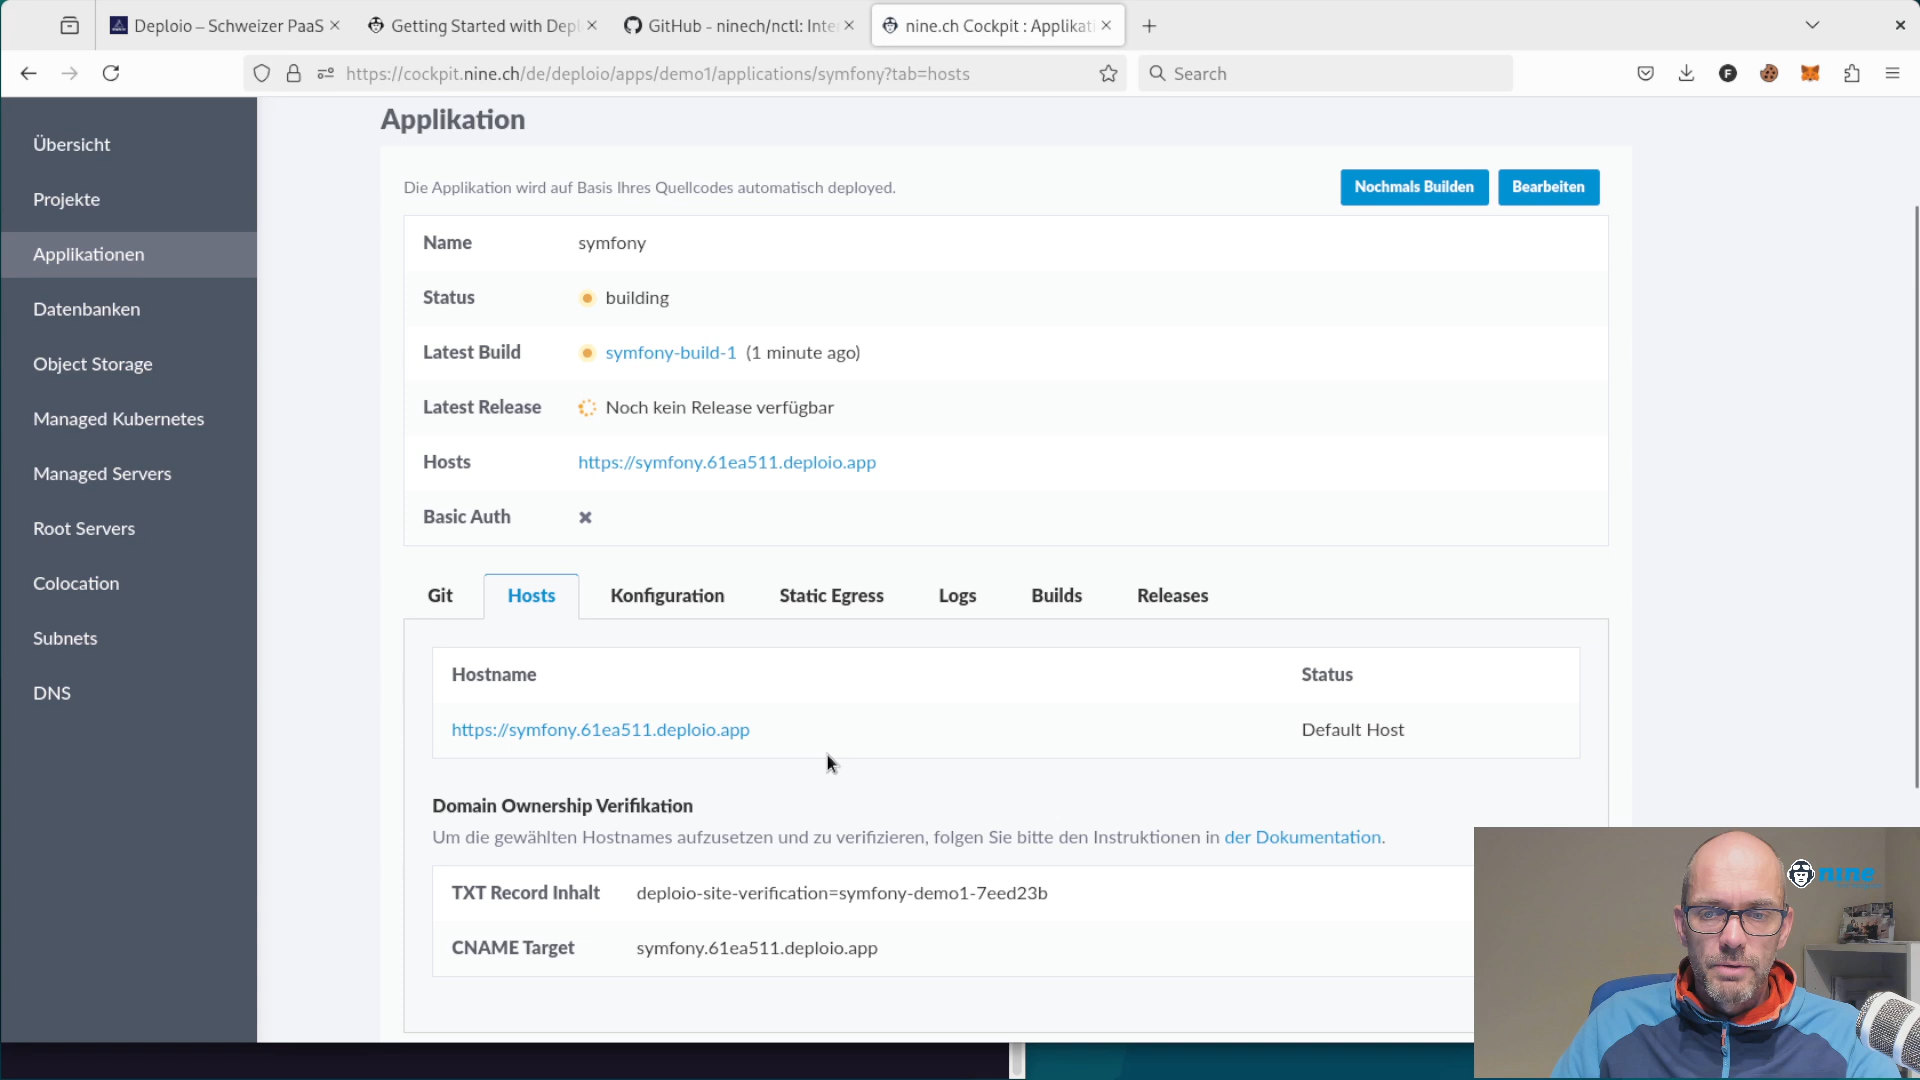 Deploio – Schweizer PaaS
Getting Started with Depl
GitHub - ninech/nctl: Inte
nine.ch Cockpit : Applikati
https://cockpit.nine.ch/de/deploio/apps/demo1/applications/symfony?tab=hosts
Search
Übersicht
Projekte
Applikationen
Datenbanken
Object Storage
Managed Kubernetes
Managed Servers
Root Servers
Colocation
Subnets
DNS
Applikation
Die Applikation wird auf Basis Ihres Quellcodes automatisch deployed.
Nochmals Builden
Bearbeiten
Name symfony
Status building
Latest Build symfony-build-1 (1 minute ago)
Latest Release Noch kein Release verfügbar
Hosts https://symfony.61ea511.deploio.app
Basic Auth
Git Hosts Konfiguration Static Egress Logs Builds Releases
Hostname Status
https://symfony.61ea511.deploio.app Default Host
Domain Ownership Verifikation
Um die gewählten Hostnames aufzusetzen und zu verifizieren, folgen Sie bitte den Instruktionen in der Dokumentation.
TXT Record Inhalt deploio-site-verification=symfony-demo1-7eed23b
CNAME Target symfony.61ea511.deploio.app
nine